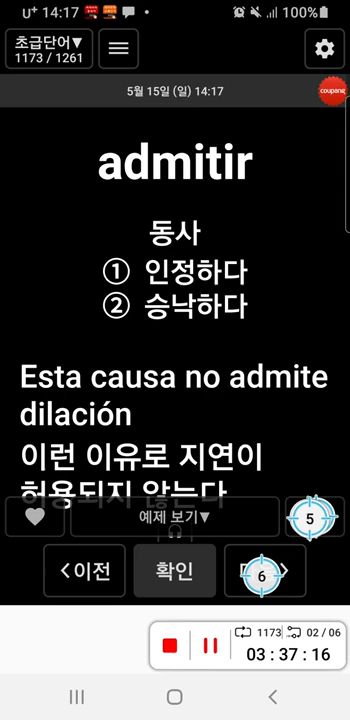 U⁺ 14:17
100%
초급단어▼
1173 / 1261
5월 15일 (일) 14:17
coupang
admitir
동사
① 인정하다
② 승낙하다
Esta causa no admite
dilación
이런 이유로 지연이
허용되지 않는다
예제 보기▼
5
<이전
확인
6
1173
02 / 06
03 : 37 : 16